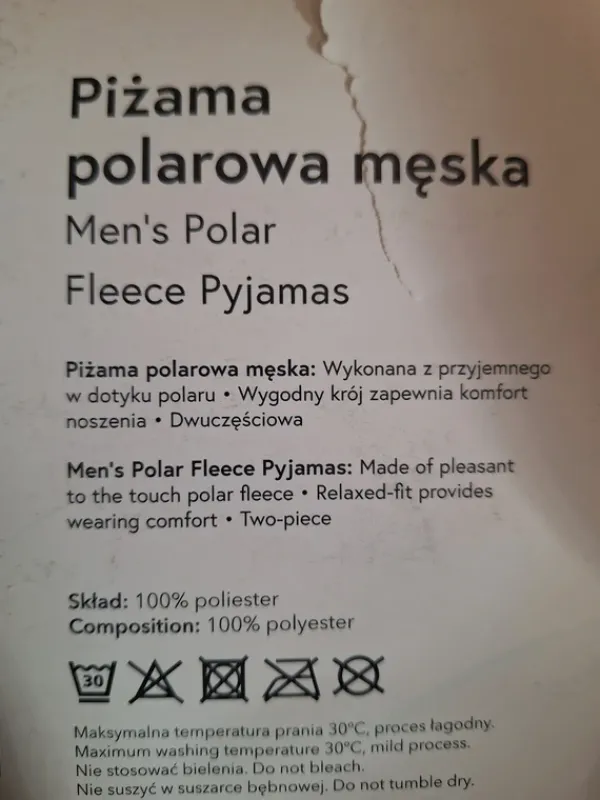 Piżama
polarowa męska
Men's Polar
Fleece Pyjamas
Piżama polarowa męska: Wykonana z przyjemnego
w dotyku polaru • Wygodny krój zapewnia komfort
noszenia • Dwuczęściowa
Men's Polar Fleece Pyjamas: Made of pleasant
to the touch polar fleece • Relaxed-fit provides
wearing comfort • Two-piece
Skład: 100% poliester
Composition: 100% polyester
30
Maksymalna temperatura prania 30°C, proces łagodny.
Maximum washing temperature 30°C, mild process.
Nie stosować bielenia. Do not bleach.
Nie suszyć w suszarce bębnowej. Do not tumble dry.